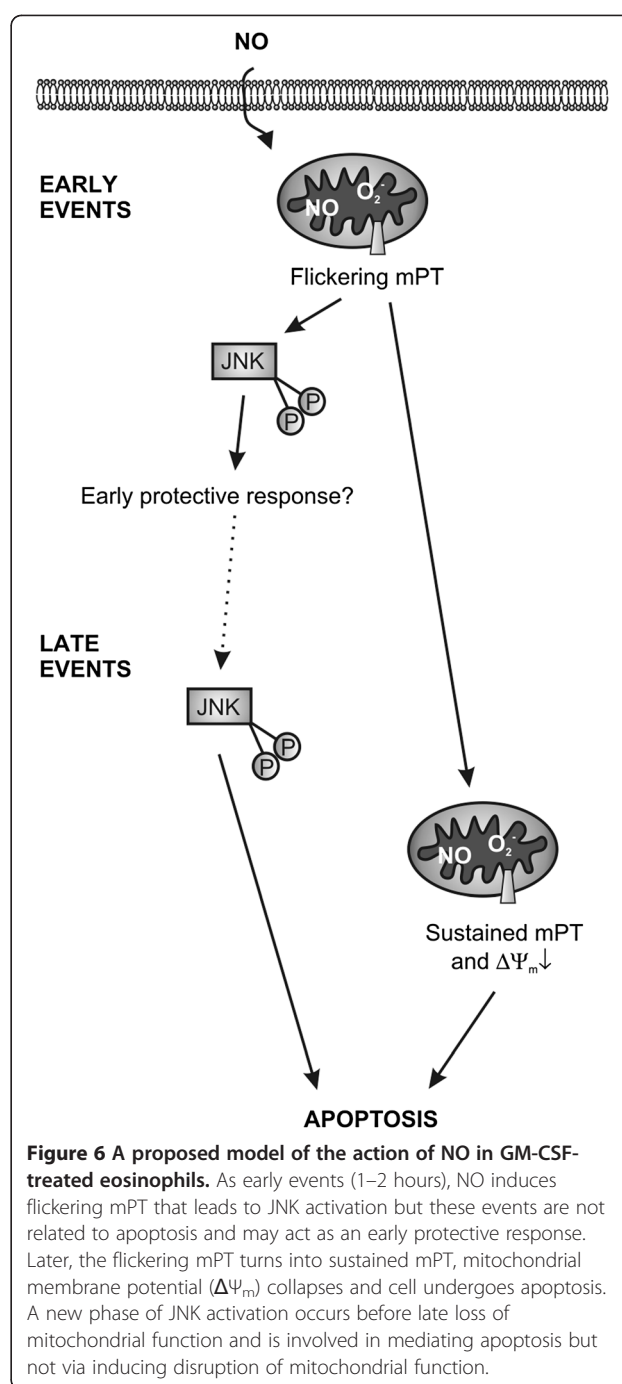 NO
EARLY
EVENTS
NO O₂⁻
Flickering mPT
JNK
P
P
Early protective response?
LATE
EVENTS
JNK
P
P
NO O₂⁻
Sustained mPT
and ΔΨₘ↓
APOPTOSIS
Figure 6 A proposed model of the action of NO in GM-CSF-
treated eosinophils. As early events (1–2 hours), NO induces
flickering mPT that leads to JNK activation but these events are not
related to apoptosis and may act as an early protective response.
Later, the flickering mPT turns into sustained mPT, mitochondrial
membrane potential (ΔΨₘ) collapses and cell undergoes apoptosis.
A new phase of JNK activation occurs before late loss of
mitochondrial function and is involved in mediating apoptosis but
not via inducing disruption of mitochondrial function.